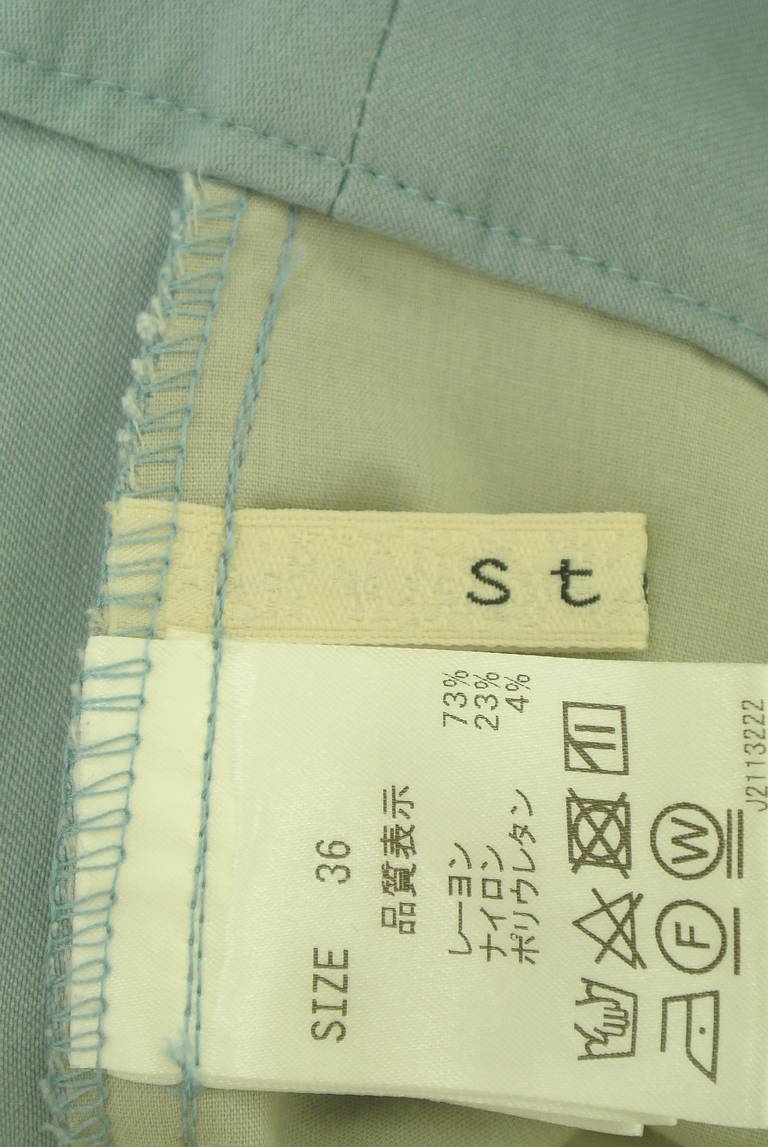 st
SIZE 36
品質表示
レーヨン 73%
ナイロン 23%
ポリウレタン 4%
F W
J2113222